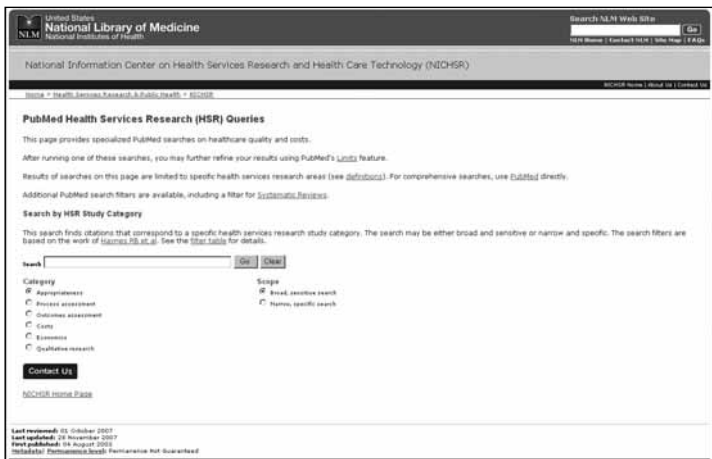 United States
National Library of Medicine
National Institutes of Health
NLM
Search NLM Web Site
Go
NLM Home | Contact NLM | Site Map | FAQs
National Information Center on Health Services Research and Health Care Technology (NICHSR)
NICHSR Home | About Us | Contact Us
Home > Health Services Research & Public Health > NICHSR
PubMed Health Services Research (HSR) Queries
This page provides specialized PubMed searches on healthcare quality and costs.
After running one of these searches, you may further refine your results using PubMed's Limits feature.
Results of searches on this page are limited to specific health services research areas (see definitions). For comprehensive searches, use PubMed directly.
Additional PubMed search filters are available, including a filter for Systematic Reviews.
Search by HSR Study Category
This search finds citations that correspond to a specific health services research study category. The search may be either broad and sensitive or narrow and specific. The search filters are
based on the work of Haynes RB et al. See the filter table for details.
Search Go Clear
Category Scope
Appropriateness Broad, sensitive search
Process assessment Narrow, specific search
Outcomes assessment
Costs
Economics
Qualitative research
Contact Us
NICHSR Home Page
Last reviewed: 01 October 2007
Last updated: 28 November 2007
First published: 04 August 2003
Metadata| Permanence level: Permanence Not Guaranteed